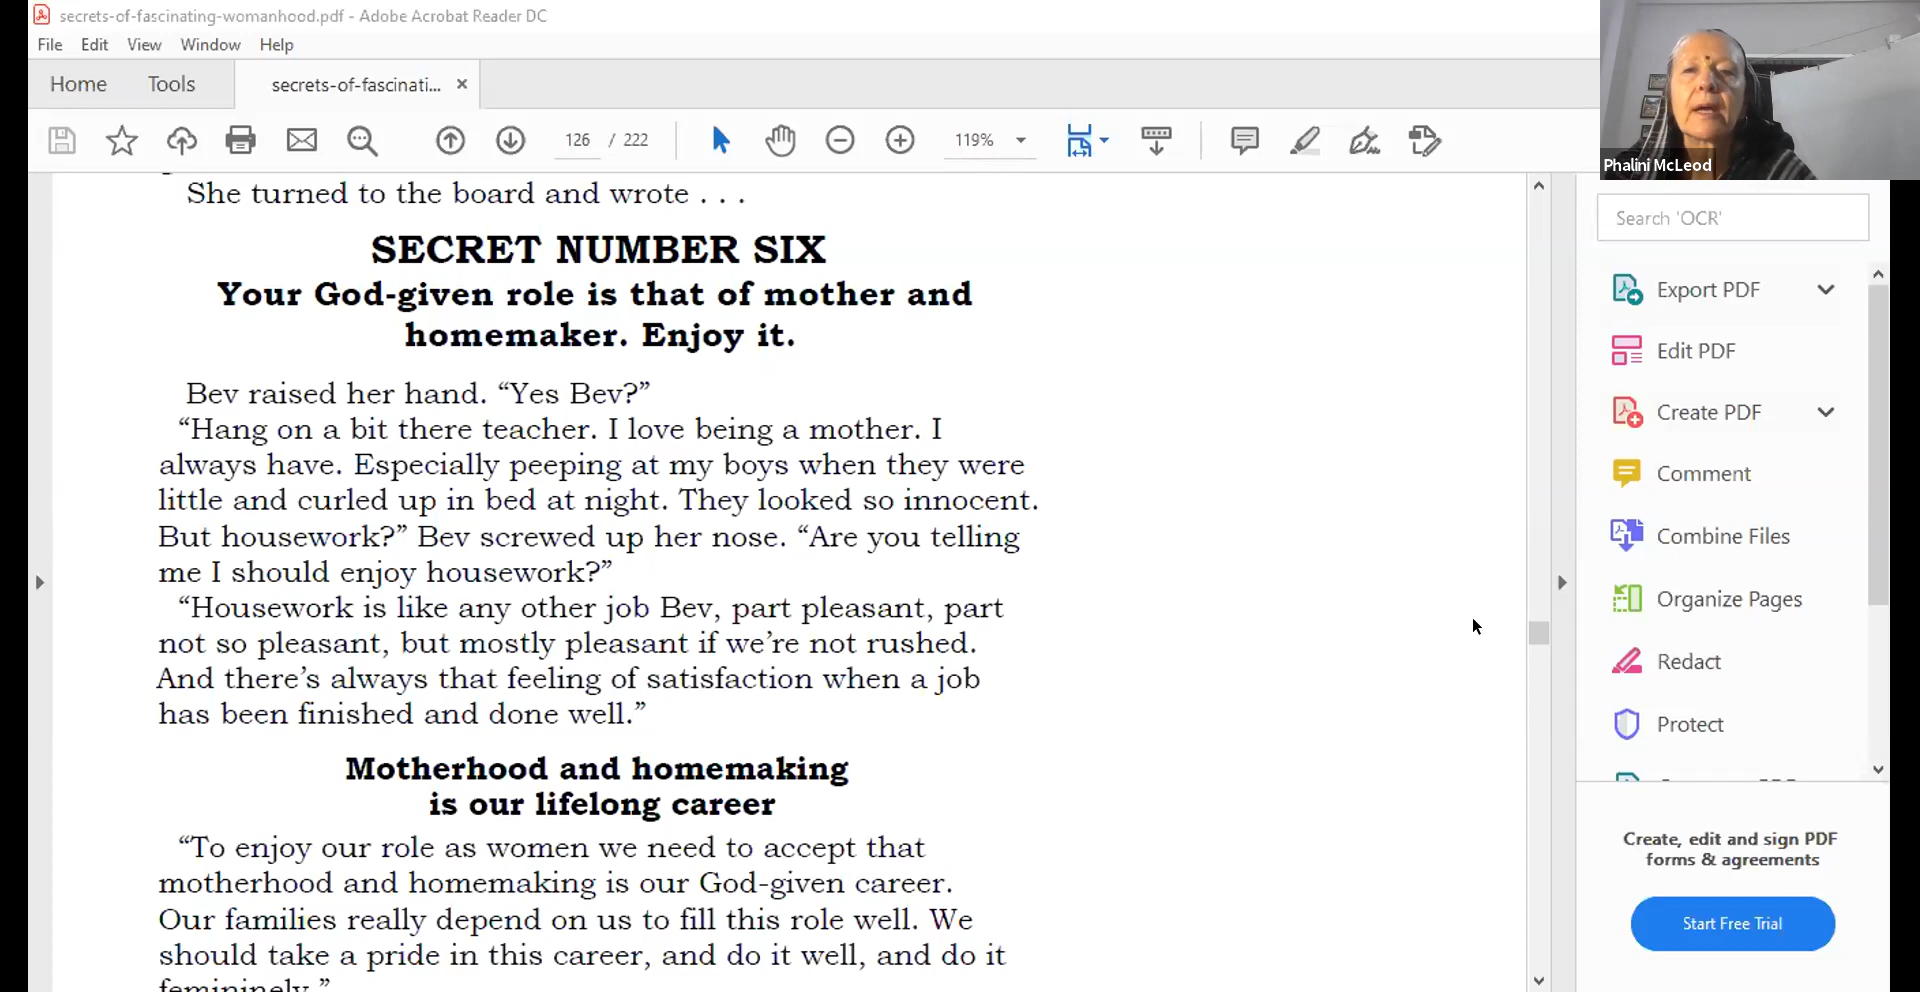 secrets-of-fascinating-womanhood.pdf - Adobe Acrobat Reader DC
File Edit View Window Help
Home Tools secrets-of-fascinati... ×
126 / 222 119%
Phalini McLeod
She turned to the board and wrote . . .
SECRET NUMBER SIX
Your God-given role is that of mother and
homemaker. Enjoy it.
Bev raised her hand. “Yes Bev?”
“Hang on a bit there teacher. I love being a mother. I
always have. Especially peeping at my boys when they were
little and curled up in bed at night. They looked so innocent.
But housework?” Bev screwed up her nose. “Are you telling
me I should enjoy housework?”
“Housework is like any other job Bev, part pleasant, part
not so pleasant, but mostly pleasant if we’re not rushed.
And there’s always that feeling of satisfaction when a job
has been finished and done well.”
Motherhood and homemaking
is our lifelong career
“To enjoy our role as women we need to accept that
motherhood and homemaking is our God-given career.
Our families really depend on us to fill this role well. We
should take a pride in this career, and do it well, and do it
femininely.”
Search 'OCR'
Export PDF
Edit PDF
Create PDF
Comment
Combine Files
Organize Pages
Redact
Protect
Create, edit and sign PDF
forms & agreements
Start Free Trial